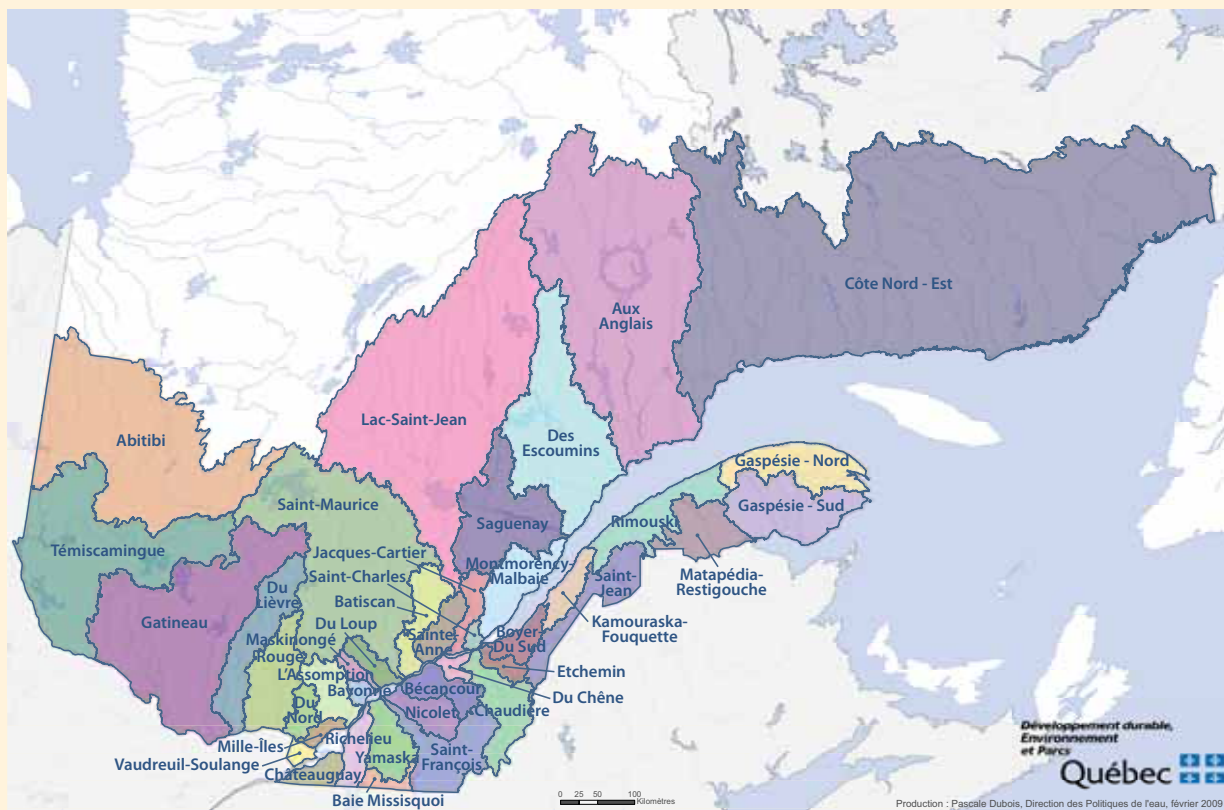 Côte Nord - Est
Aux
Anglais
Lac-Saint-Jean
Abitibi
Des
Escoumins
Gaspésie - Nord
Gaspésie - Sud
Saint-Maurice
Saguenay
Rimouski
Témiscamingue
Jacques-Cartier
Montmorency-
Malbaie
Saint-Charles
Saint-
Jean
Matapédia-
Restigouche
Du
Lièvre
Batiscan
Gatineau
Du Loup
Kamouraska-
Fouquette
Maskinongé
Sainte-
Anne
Boyer-
Du Sud
Rouge
Etchemin
L'Assomption
Bayonne
Bécancour
Du Chêne
Chaudière
Du
Nord
Nicolet
Mille-Îles
Richelieu
Yamaska
Saint-
François
Vaudreuil-Soulange
Châteauguay
Baie Missisquoi
0 25 50 100
Kilomètres
Développement durable,
Environnement
et Parcs
Québec
Production : Pascale Dubois, Direction des Politiques de l'eau, février 2009